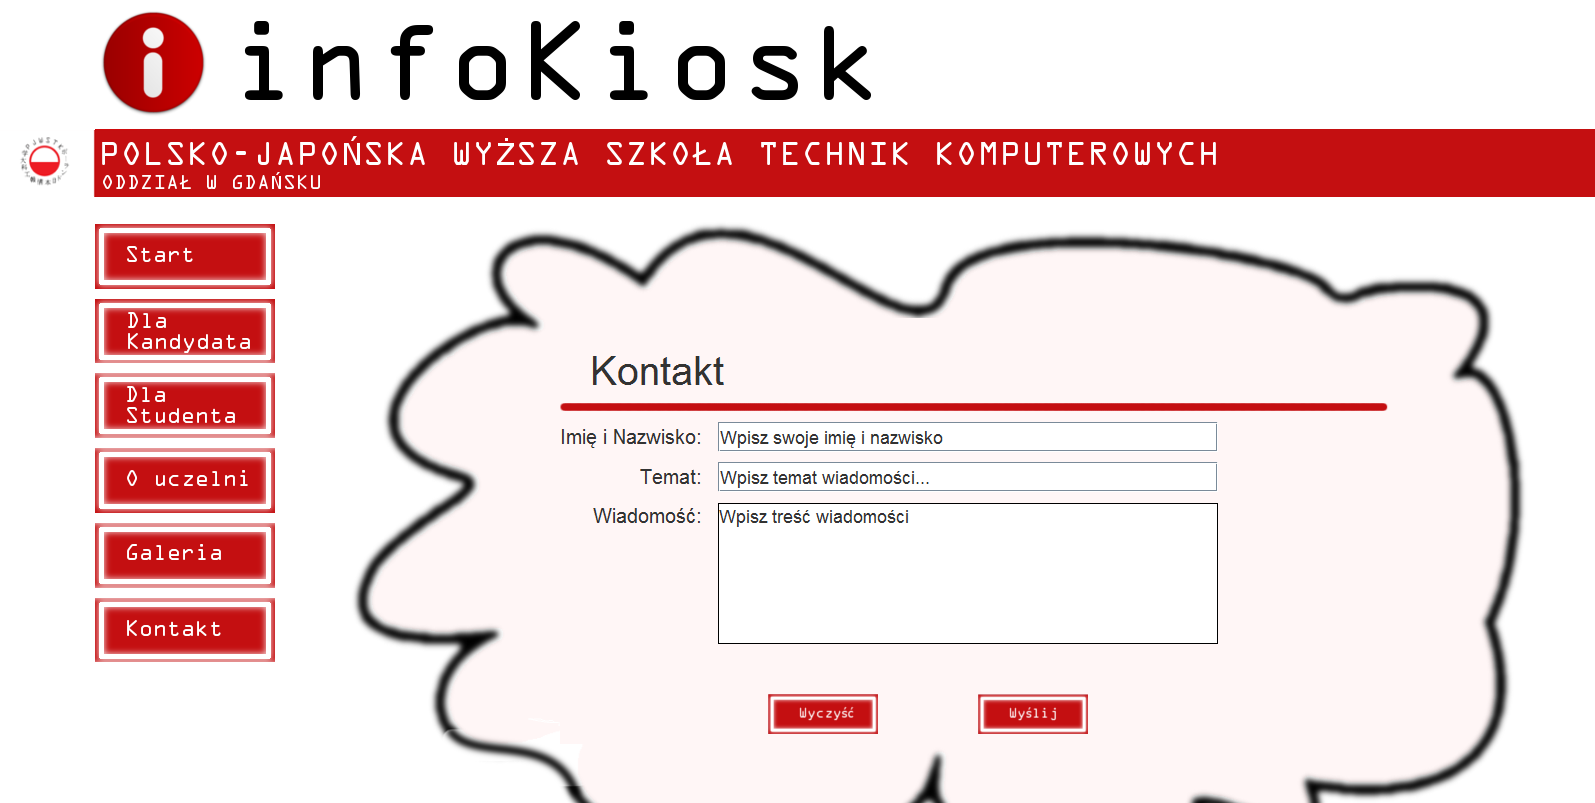 infoKiosk
POLSKO-JAPOŃSKA WYŻSZA SZKOŁA TECHNIK KOMPUTEROWYCH
ODDZIAŁ W GDAŃSKU
Start
Dla
Kandydata
Dla
Studenta
O uczelni
Galeria
Kontakt
Kontakt
Imię i Nazwisko: Wpisz swoje imię i nazwisko
Temat: Wpisz temat wiadomości...
Wiadomość: Wpisz treść wiadomości
Wyczyść Wyślij